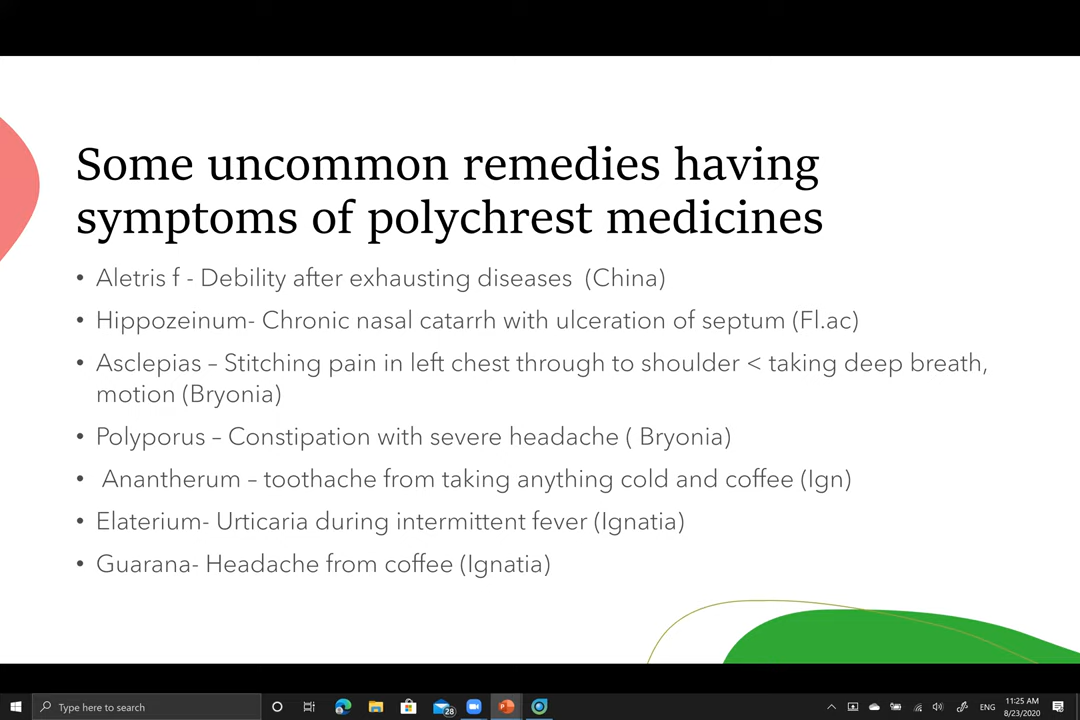 Some uncommon remedies having
symptoms of polychrest medicines
• Aletris f - Debility after exhausting diseases (China)
• Hippozeinum- Chronic nasal catarrh with ulceration of septum (Fl.ac)
• Asclepias – Stitching pain in left chest through to shoulder < taking deep breath,
motion (Bryonia)
• Polyporus – Constipation with severe headache ( Bryonia)
• Anantherum – toothache from taking anything cold and coffee (Ign)
• Elaterium- Urticaria during intermittent fever (Ignatia)
• Guarana- Headache from coffee (Ignatia)
Type here to search
28
ENG
11:25 AM
8/23/2020